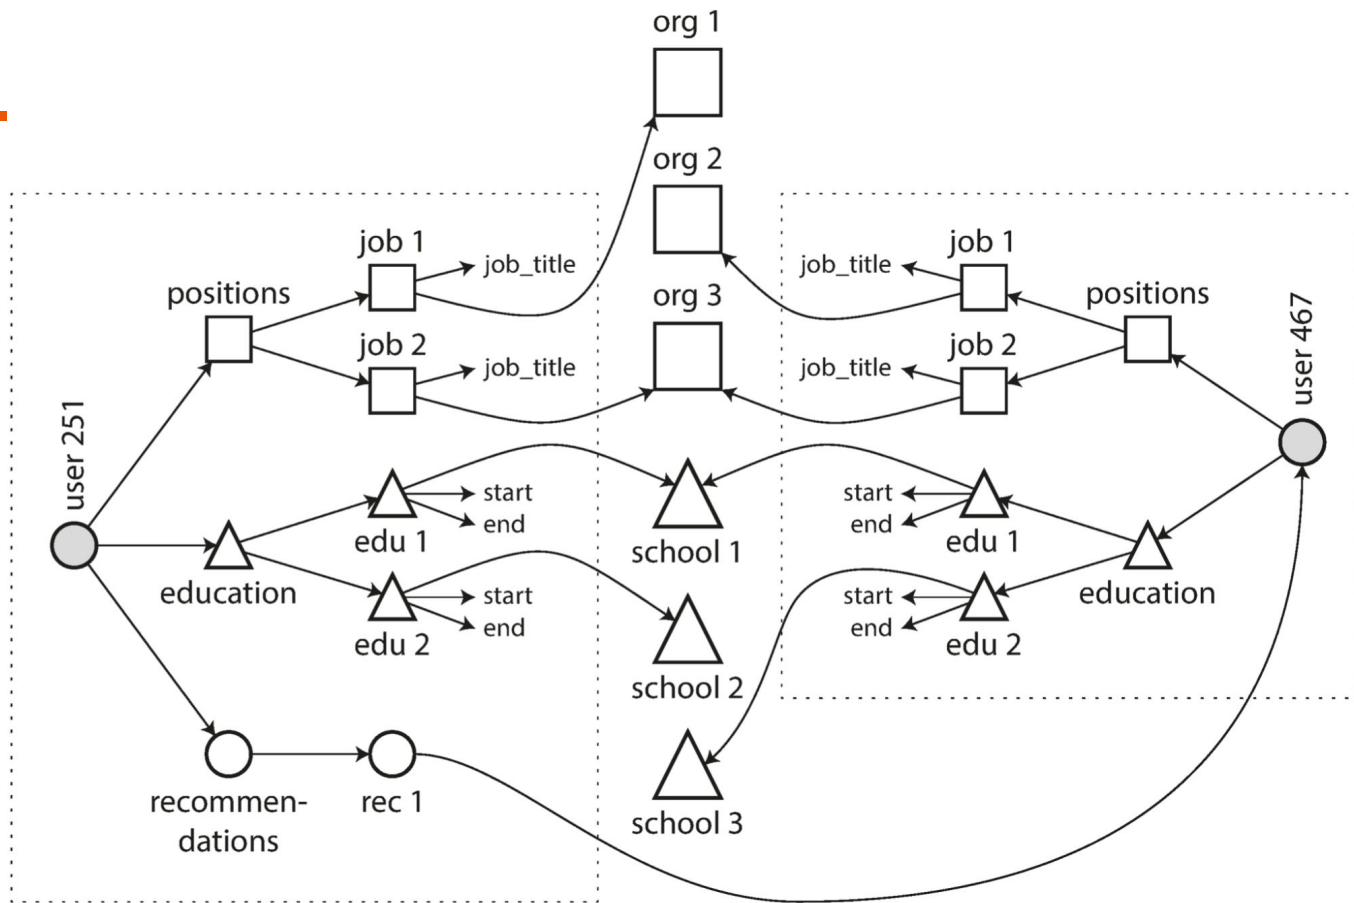 org 1
org 2
org 3
job 1
job_title
positions
job 2
job_title
user 251
edu 1
start
end
education
edu 2
start
end
recommen-
dations
rec 1
school 1
school 2
school 3
job 1
job_title
positions
job 2
job_title
user 467
start
end
edu 1
education
start
end
edu 2